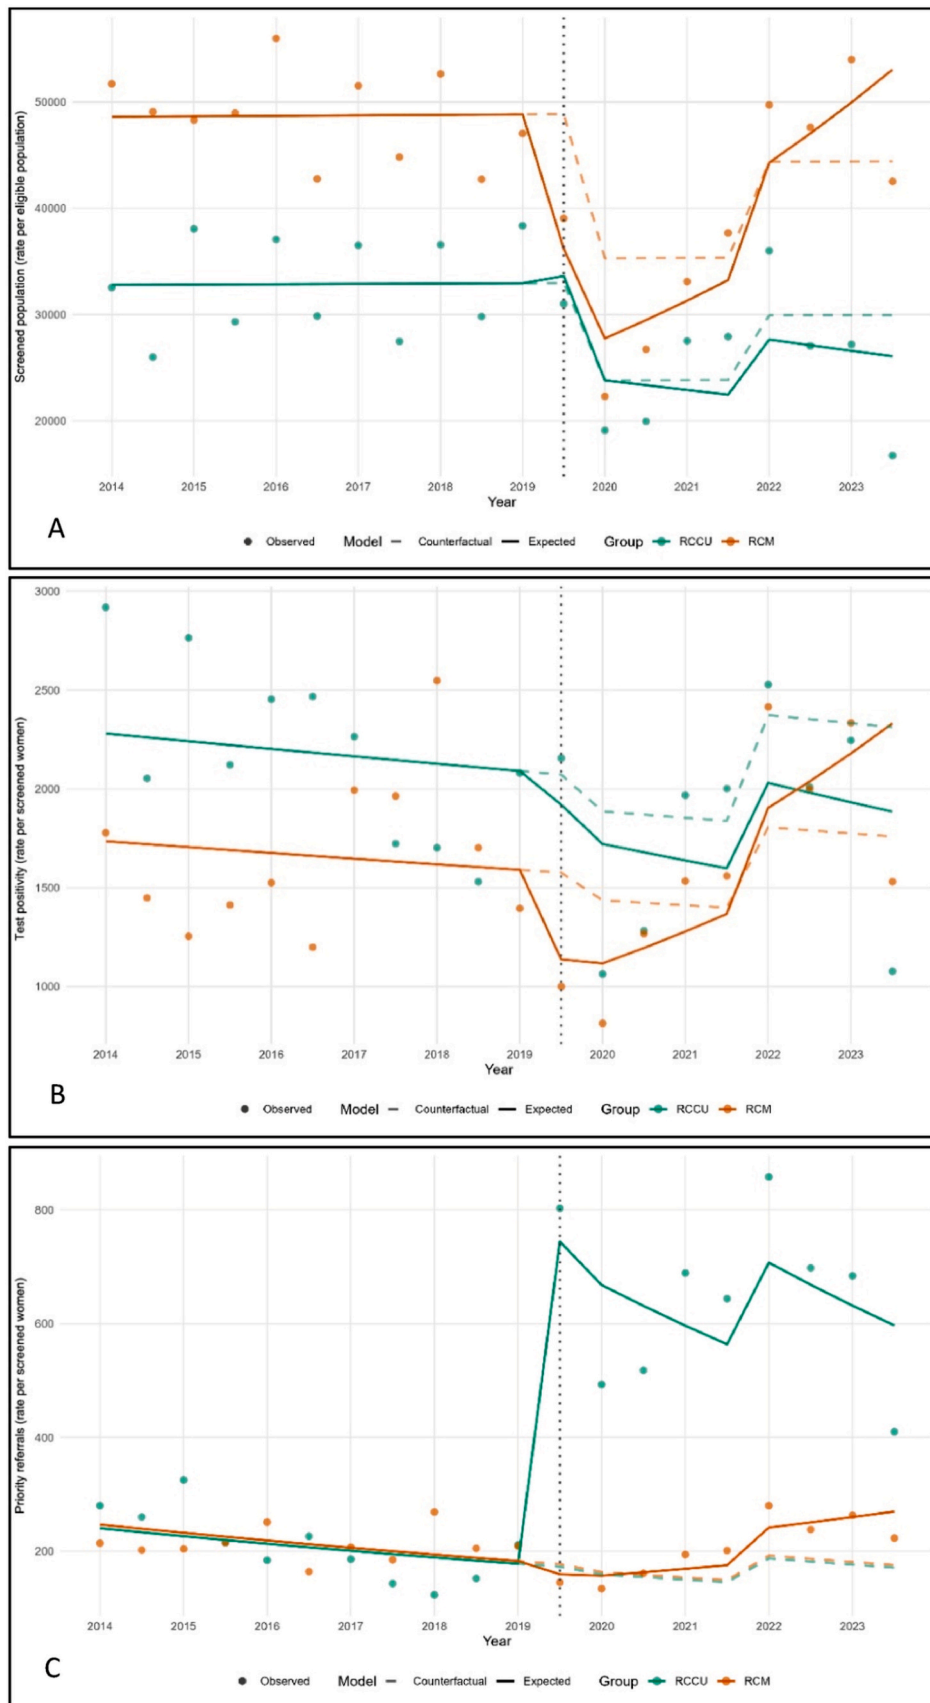 Screened population (rate per eligible population)
50000
40000
30000
20000
2014 2015 2016 2017 2018 2019 2020 2021 2022 2023
Year
A
Observed Model Counterfactual Expected Group RCCU RCM
Test positivity (rate per screened women)
3000
2500
2000
1500
1000
2014 2015 2016 2017 2018 2019 2020 2021 2022 2023
Year
B
Observed Model Counterfactual Expected Group RCCU RCM
Priority referrals (rate per screened women)
800
600
400
200
2014 2015 2016 2017 2018 2019 2020 2021 2022 2023
Year
C
Observed Model Counterfactual Expected Group RCCU RCM